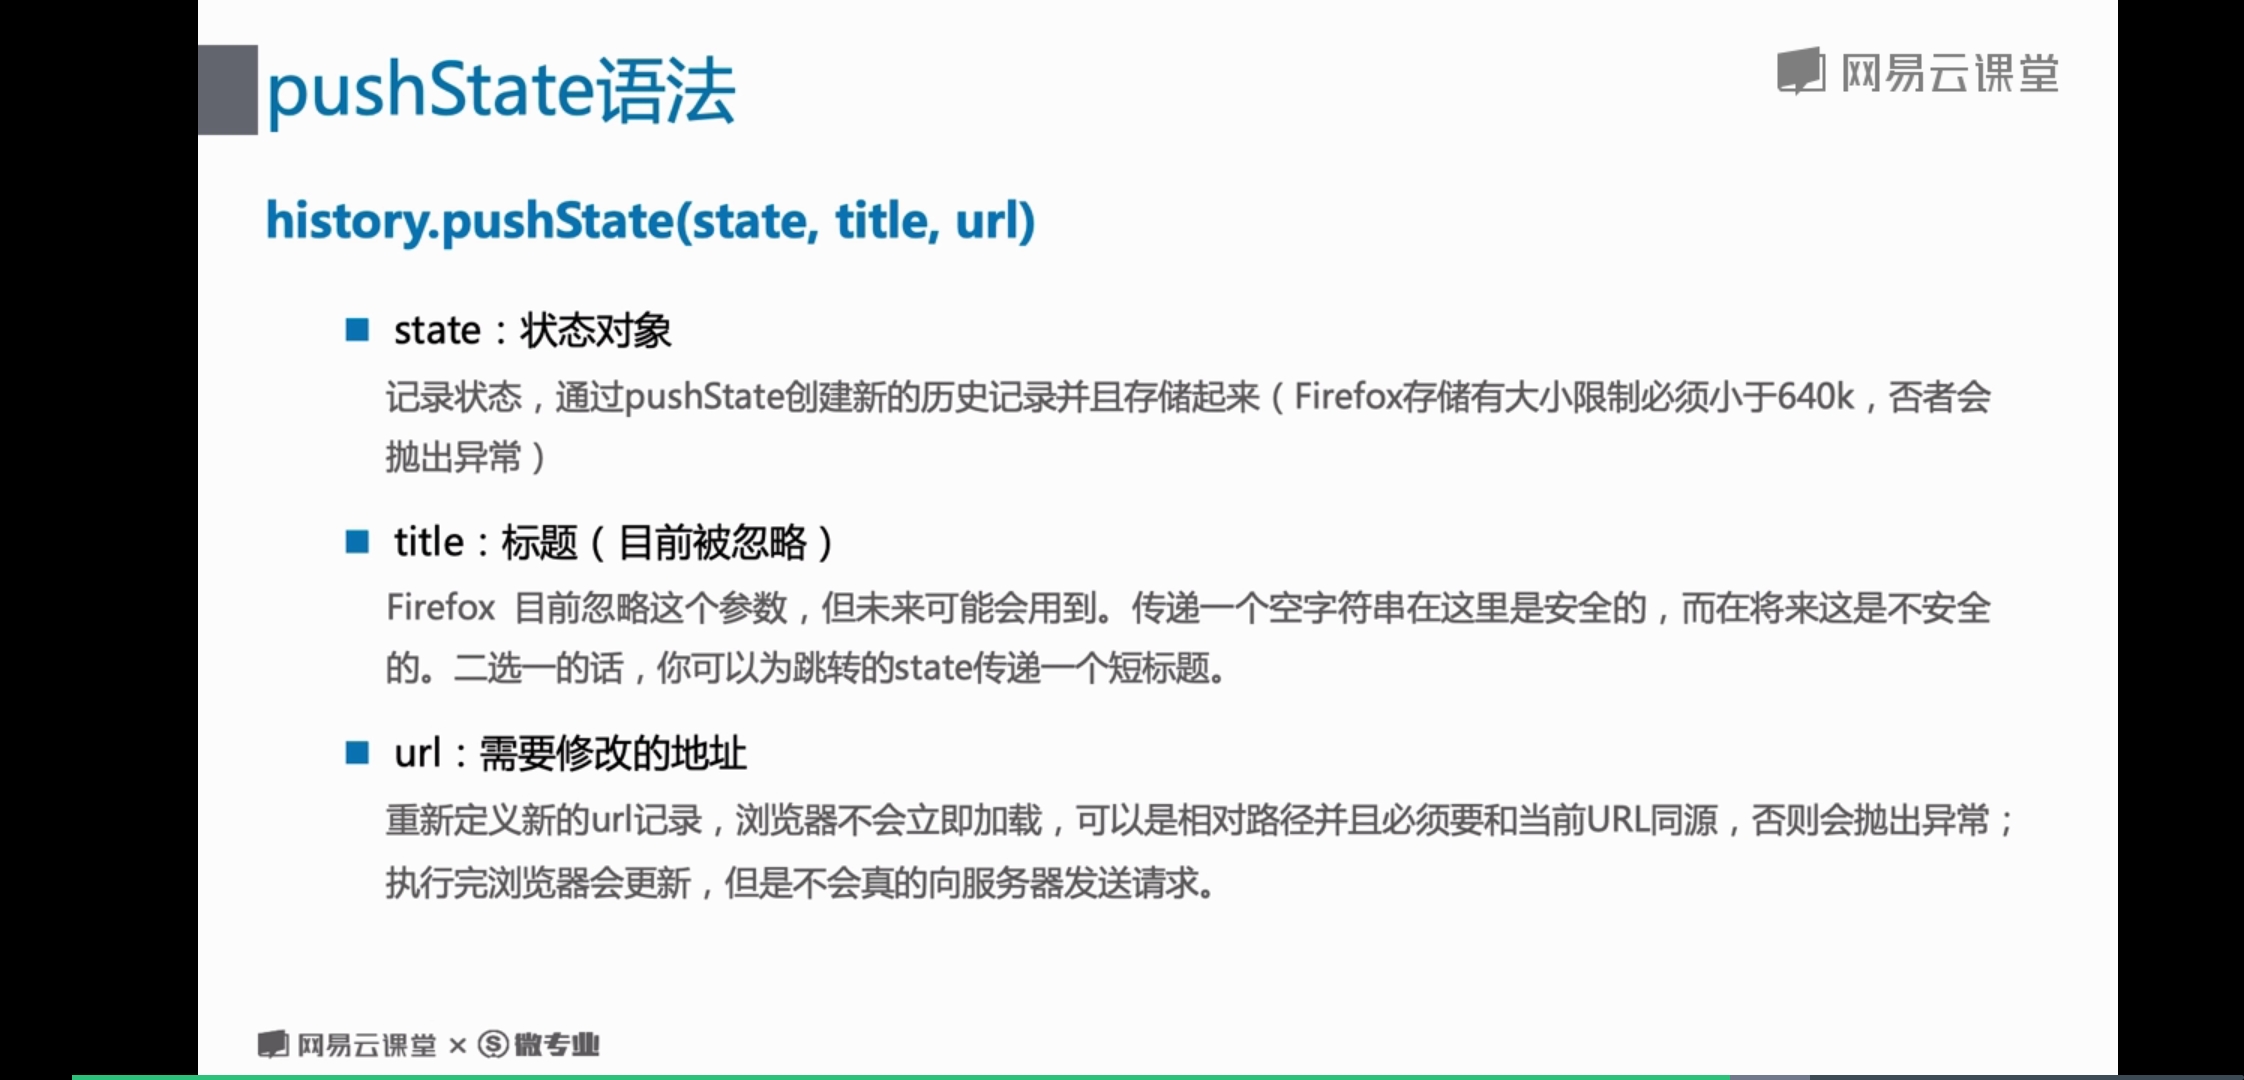 pushState语法
网易云课堂
history.pushState(state, title, url)
state：状态对象
记录状态，通过pushState创建新的历史记录并且存储起来（Firefox存储有大小限制必须小于640k，否者会
抛出异常）
title：标题（目前被忽略）
Firefox 目前忽略这个参数，但未来可能会用到。传递一个空字符串在这里是安全的，而在将来这是不安全
的。二选一的话，你可以为跳转的state传递一个短标题。
url：需要修改的地址
重新定义新的url记录，浏览器不会立即加载，可以是相对路径并且必须要和当前URL同源，否则会抛出异常；
执行完浏览器会更新，但是不会真的向服务器发送请求。
网易云课堂 × Ⓢ微专业